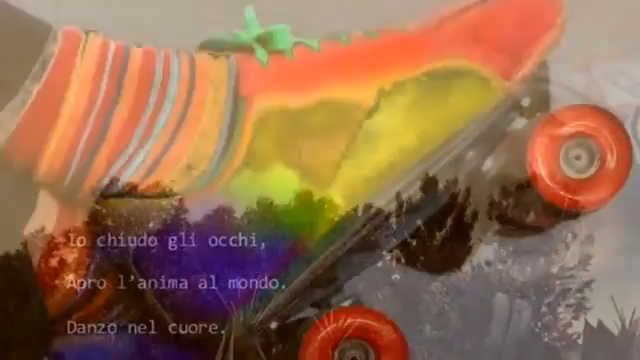 Io chiudo gli occhi,
Apro l'anima al mondo.
Danzo nel cuore.